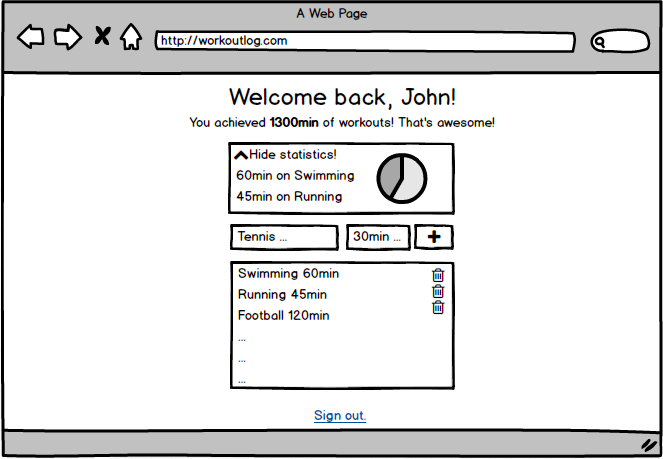 A Web Page
http://workoutlog.com
Welcome back, John!
You achieved 1300min of workouts! That's awesome!
Hide statistics!
60min on Swimming
45min on Running
Tennis ...
30min ...
Swimming 60min
Running 45min
Football 120min
...
...
...
Sign out.